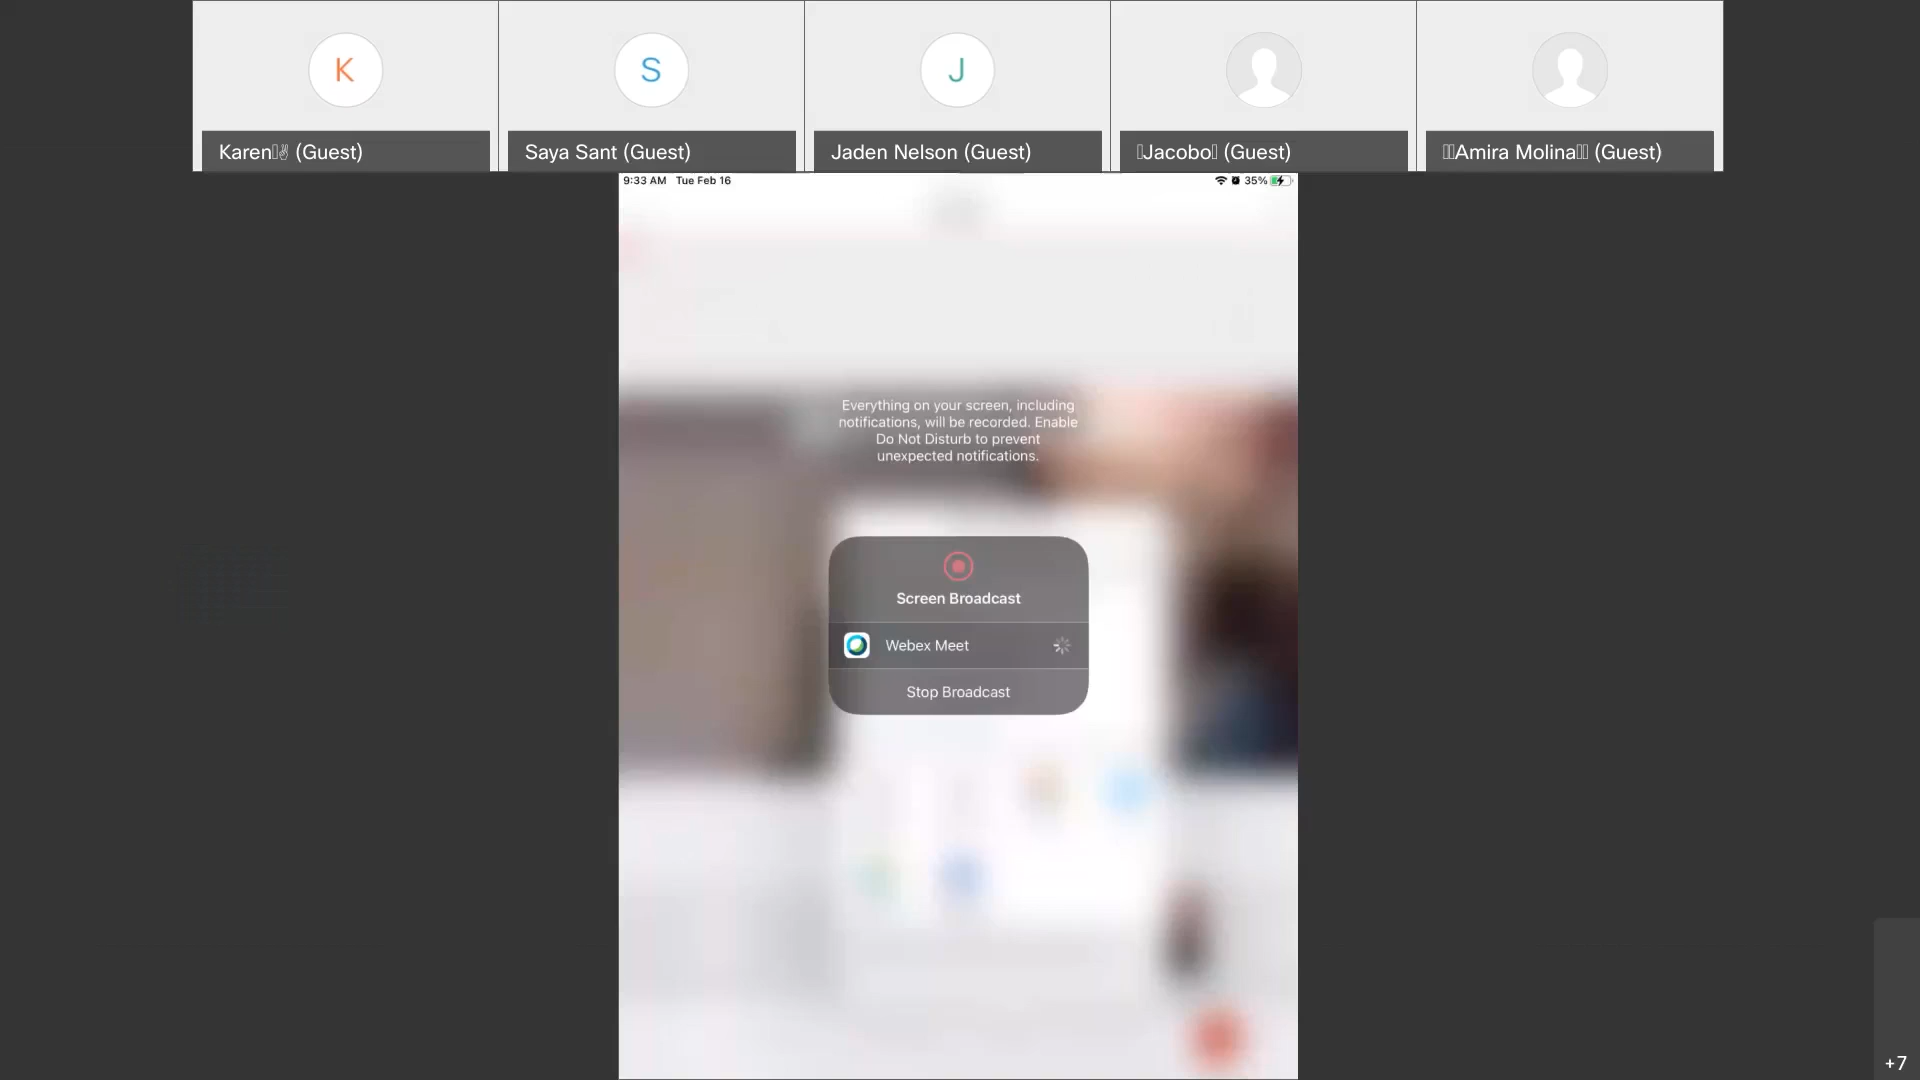 K
S
J
Karen▯✌ (Guest)
Saya Sant (Guest)
Jaden Nelson (Guest)
▯Jacobo▯ (Guest)
▯▯Amira Molina▯▯ (Guest)
9:33 AM Tue Feb 16
35%
Everything on your screen, including
notifications, will be recorded. Enable
Do Not Disturb to prevent
unexpected notifications.
Screen Broadcast
Webex Meet
Stop Broadcast
+7